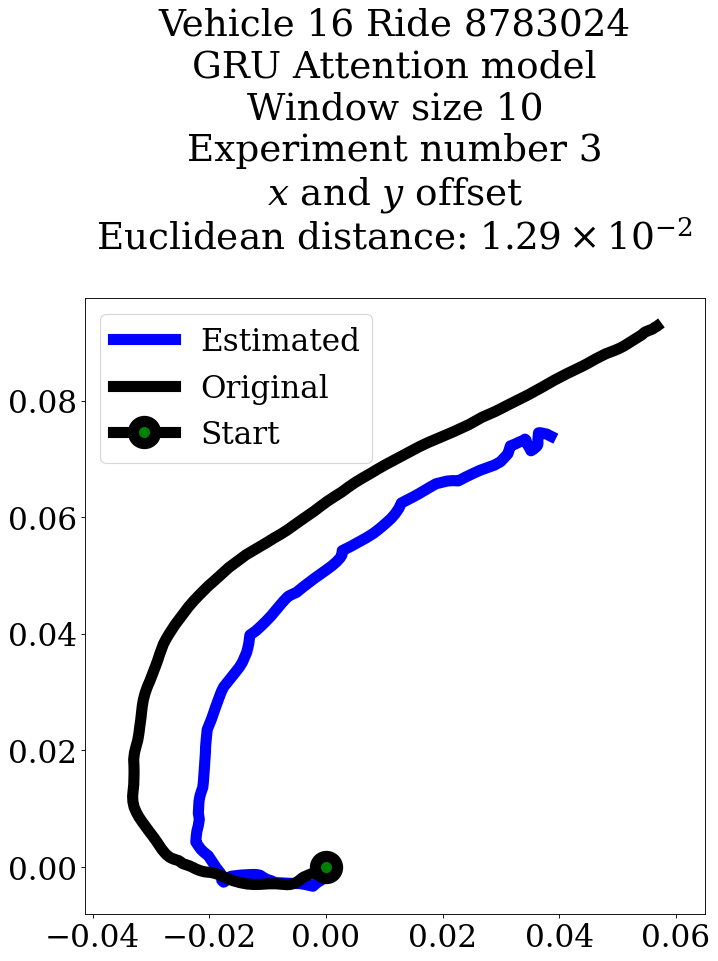 Vehicle 16 Ride 8783024
GRU Attention model
Window size 10
Experiment number 3
x and y offset
Euclidean distance: 1.29 × 10⁻²
Estimated
Original
Start
0.08
0.06
0.04
0.02
0.00
−0.04 −0.02 0.00 0.02 0.04 0.06